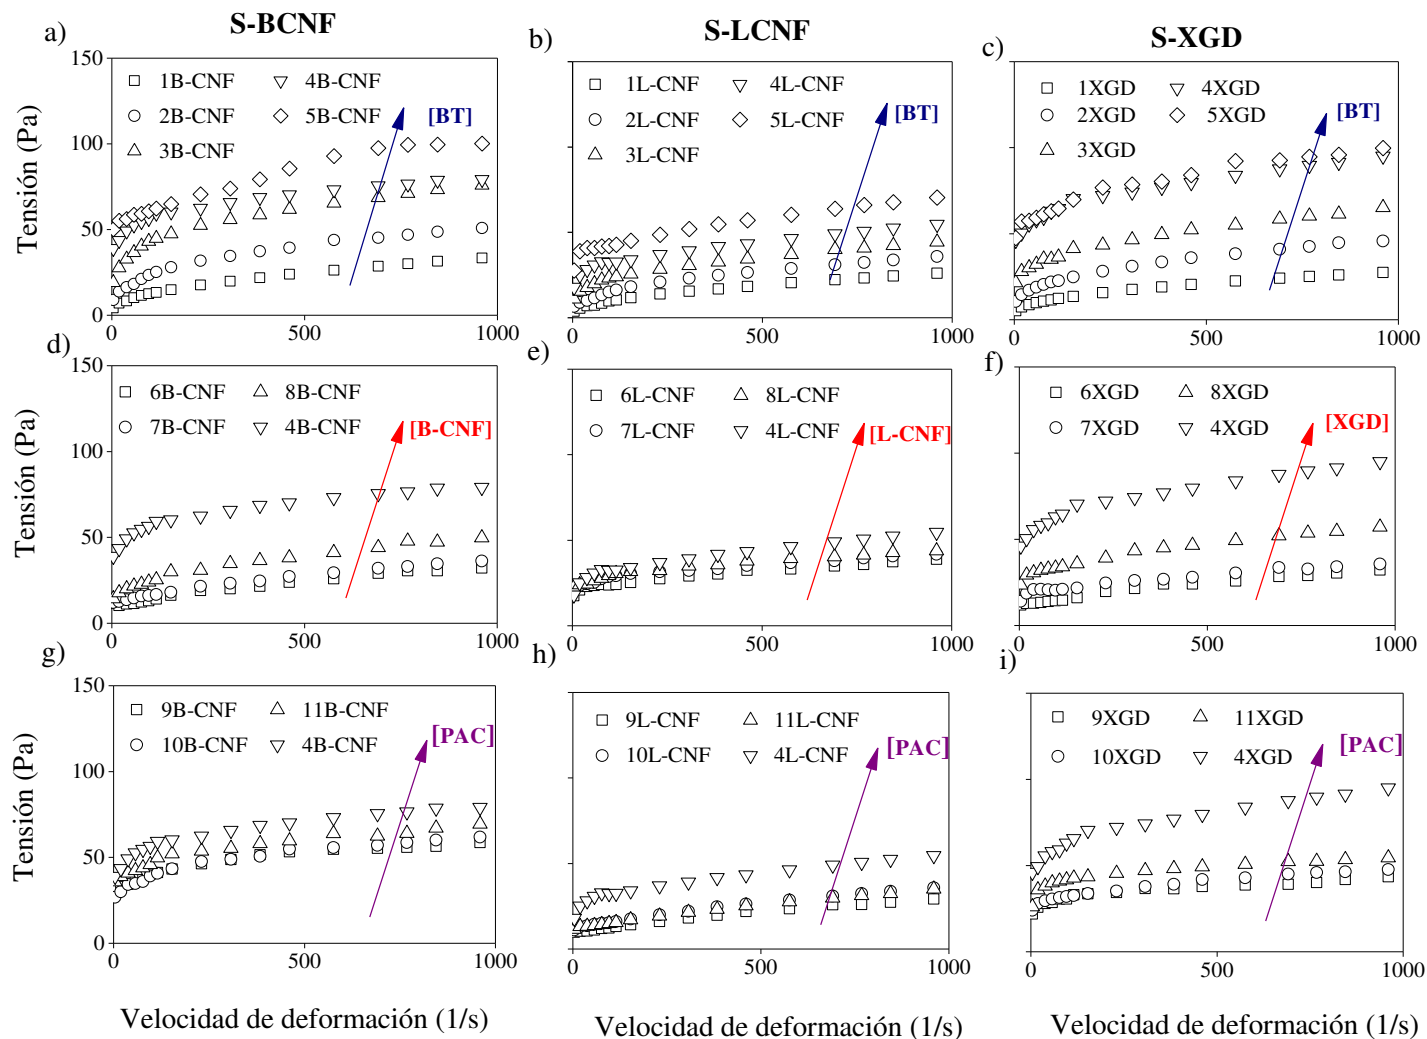 S-BCNF
S-LCNF
S-XGD
a)
b)
c)
Tensión (Pa)
150
100
50
0
1B-CNF 4B-CNF
2B-CNF 5B-CNF
3B-CNF
[BT]
0 500 1000
1L-CNF 4L-CNF
2L-CNF 5L-CNF
3L-CNF
[BT]
0 500 1000
1XGD 4XGD
2XGD 5XGD
3XGD
[BT]
0 500 1000
d)
e)
f)
Tensión (Pa)
150
100
50
0
6B-CNF 8B-CNF
7B-CNF 4B-CNF
[B-CNF]
0 500 1000
6L-CNF 8L-CNF
7L-CNF 4L-CNF
[L-CNF]
0 500 1000
6XGD 8XGD
7XGD 4XGD
[XGD]
0 500 1000
g)
h)
i)
Tensión (Pa)
150
100
50
0
9B-CNF 11B-CNF
10B-CNF 4B-CNF
[PAC]
0 500 1000
9L-CNF 11L-CNF
10L-CNF 4L-CNF
[PAC]
0 500 1000
9XGD 11XGD
10XGD 4XGD
[PAC]
0 500 1000
Velocidad de deformación (1/s)
Velocidad de deformación (1/s)
Velocidad de deformación (1/s)